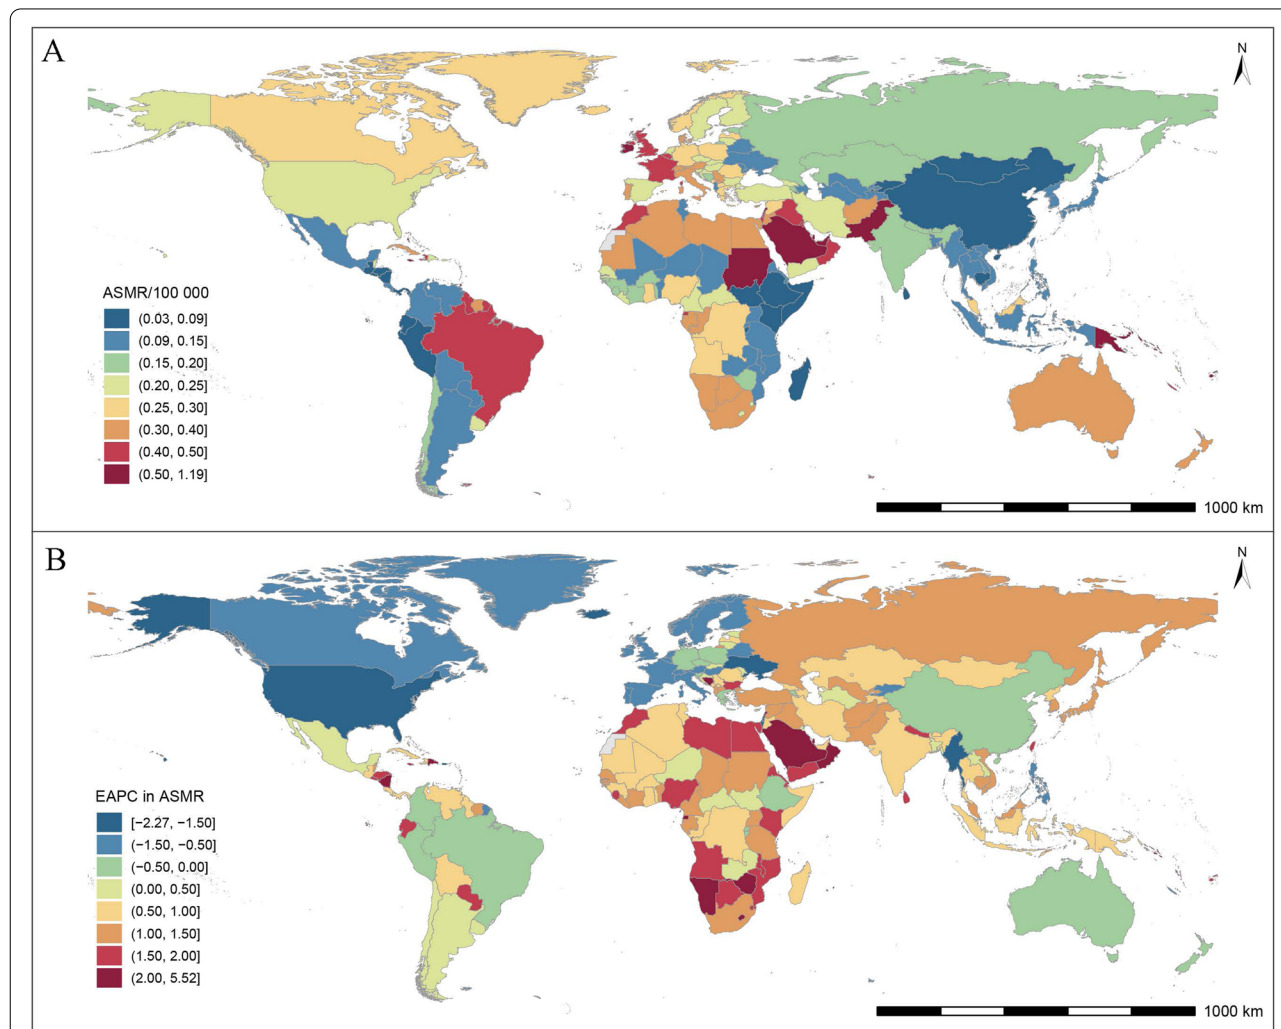 A
N
ASMR/100 000
(0.03, 0.09]
(0.09, 0.15]
(0.15, 0.20]
(0.20, 0.25]
(0.25, 0.30]
(0.30, 0.40]
(0.40, 0.50]
(0.50, 1.19]
1000 km
B
N
EAPC in ASMR
[−2.27, −1.50]
(−1.50, −0.50]
(−0.50, 0.00]
(0.00, 0.50]
(0.50, 1.00]
(1.00, 1.50]
(1.50, 2.00]
(2.00, 5.52]
1000 km